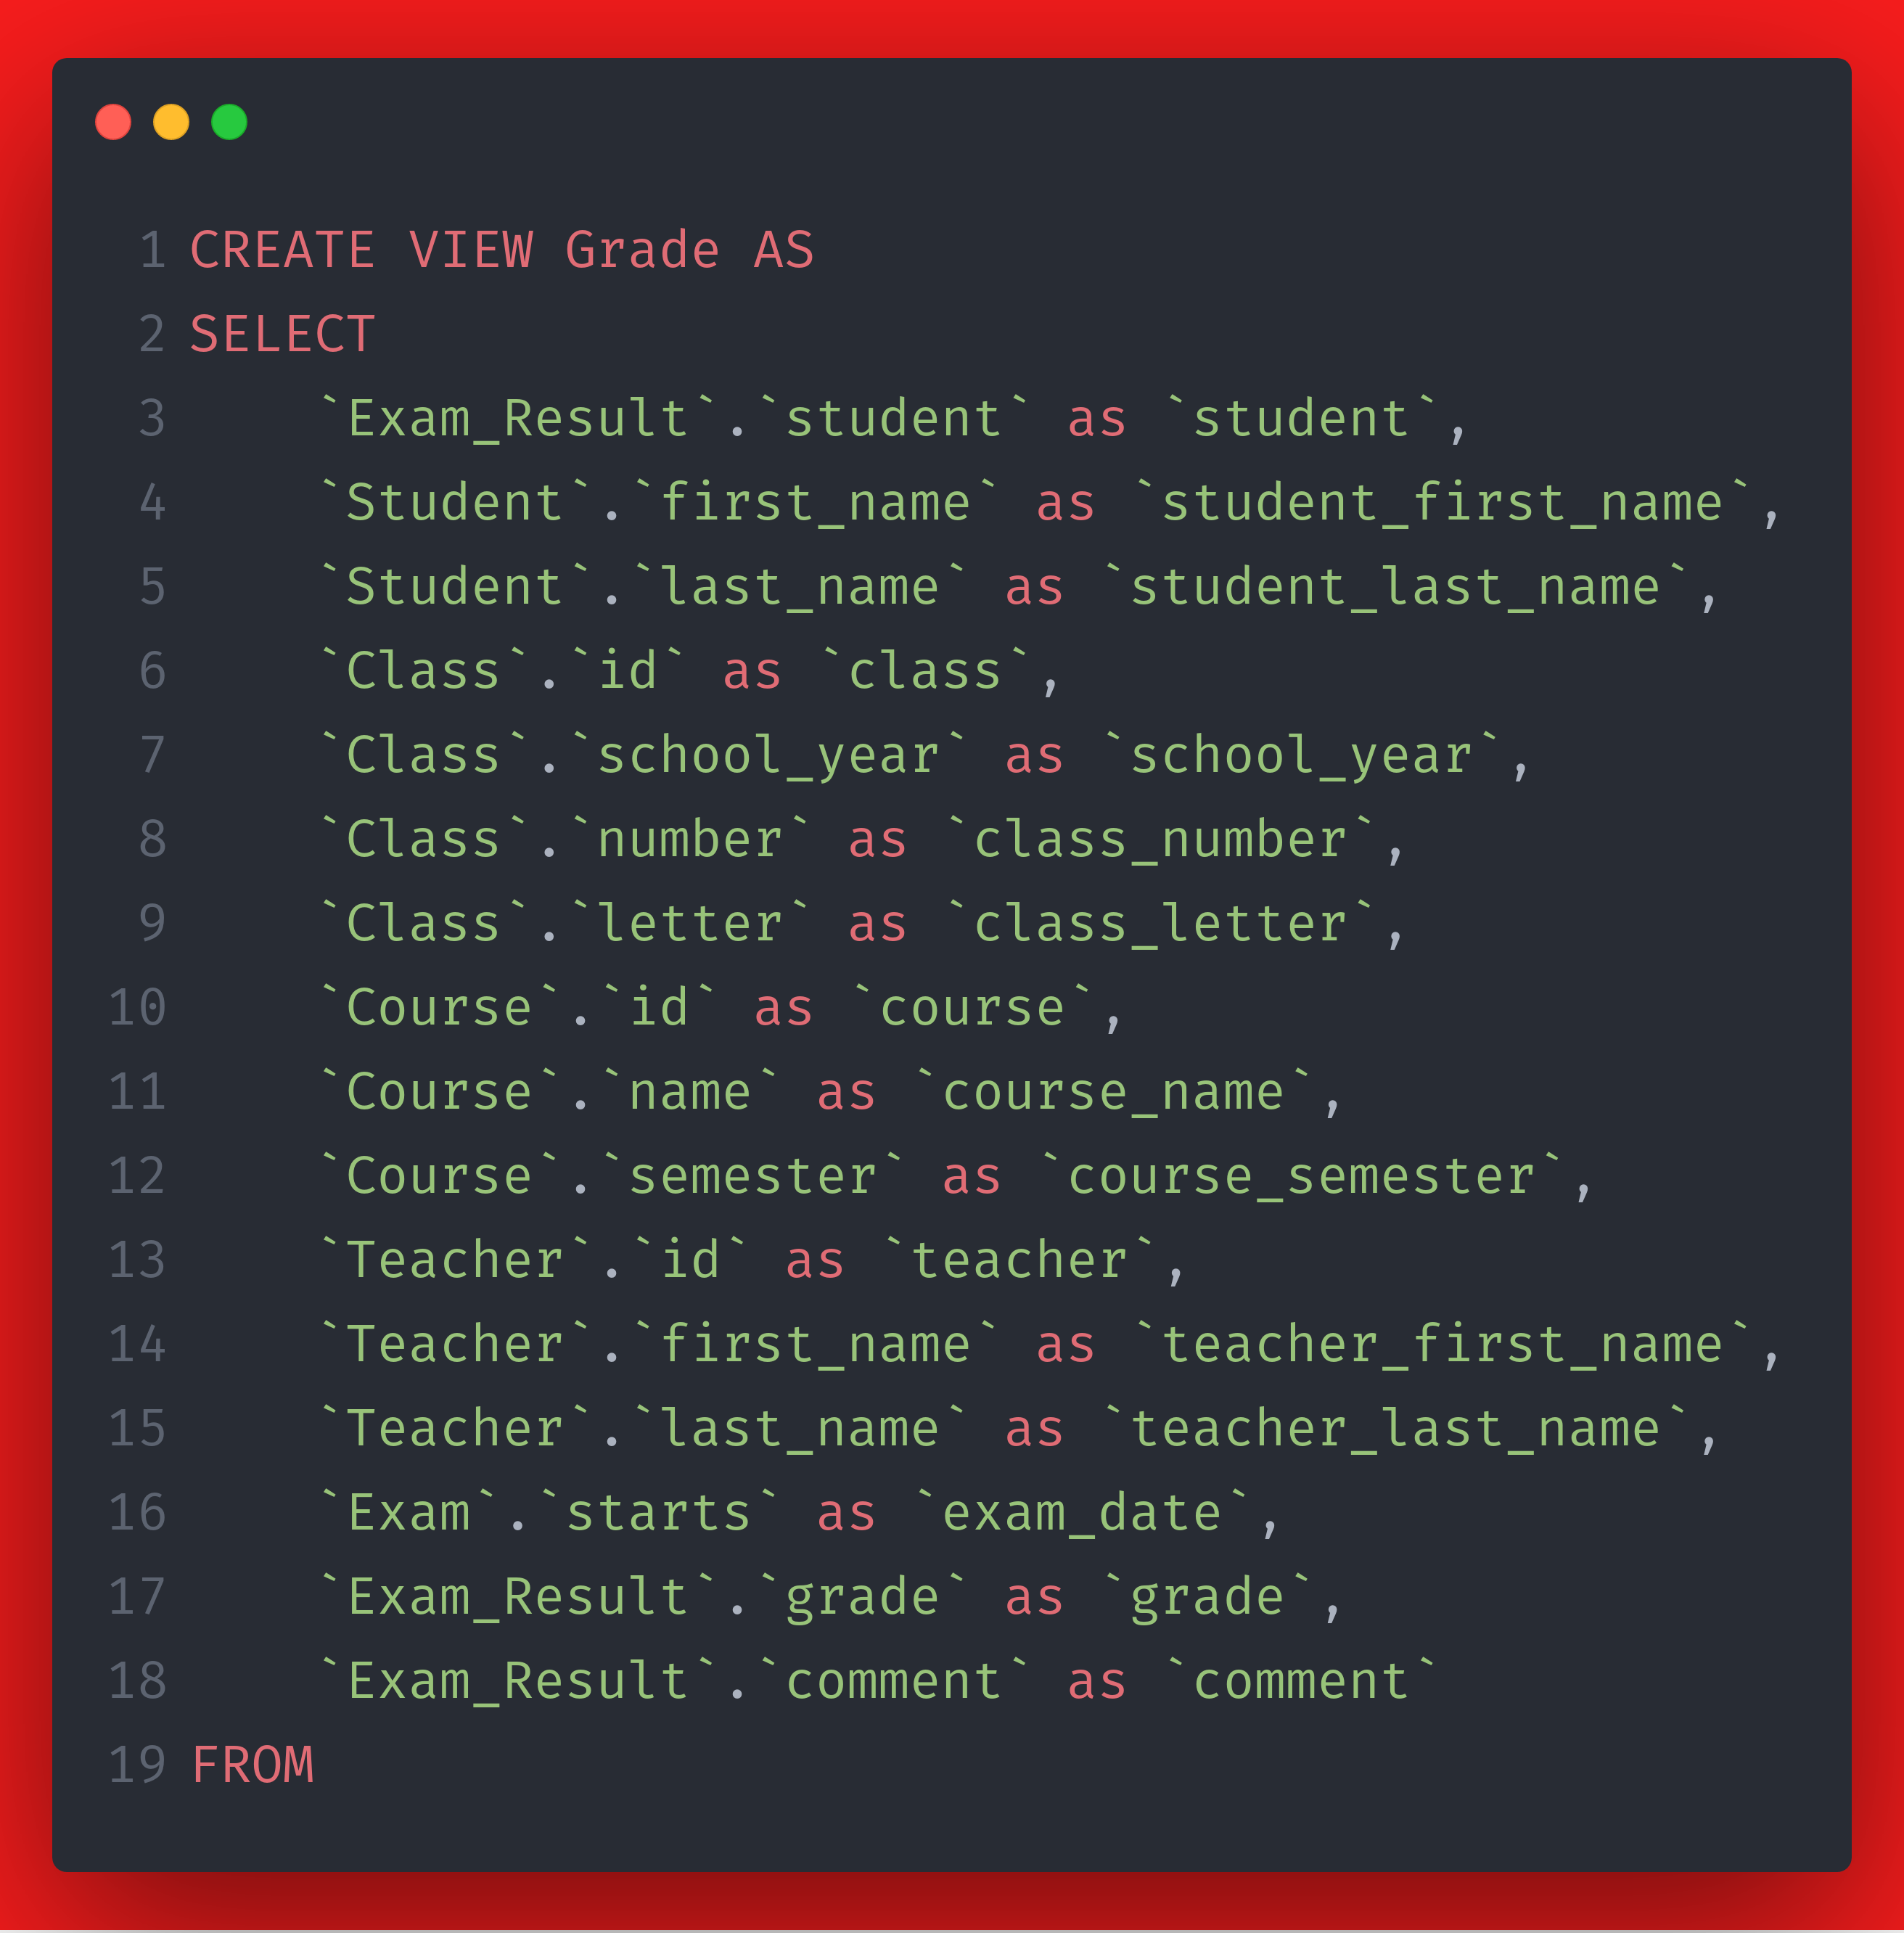 1 CREATE VIEW Grade AS
2 SELECT
3     `Exam_Result`.`student` as `student`,
4     `Student`.`first_name` as `student_first_name`,
5     `Student`.`last_name` as `student_last_name`,
6     `Class`.`id` as `class`,
7     `Class`.`school_year` as `school_year`,
8     `Class`.`number` as `class_number`,
9     `Class`.`letter` as `class_letter`,
10     `Course`.`id` as `course`,
11     `Course`.`name` as `course_name`,
12     `Course`.`semester` as `course_semester`,
13     `Teacher`.`id` as `teacher`,
14     `Teacher`.`first_name` as `teacher_first_name`,
15     `Teacher`.`last_name` as `teacher_last_name`,
16     `Exam`.`starts` as `exam_date`,
17     `Exam_Result`.`grade` as `grade`,
18     `Exam_Result`.`comment` as `comment`
19 FROM